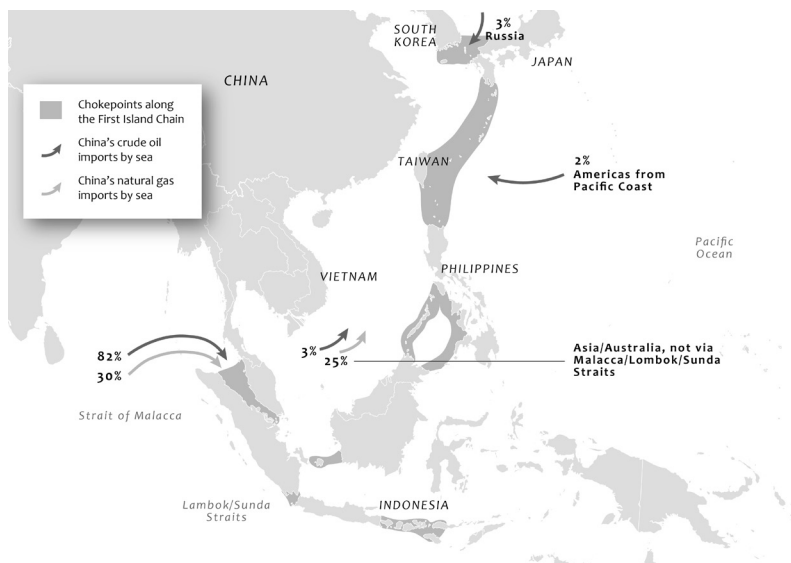 SOUTH
KOREA
3%
Russia
JAPAN
CHINA
Chokepoints along
the First Island Chain
China's crude oil
imports by sea
China's natural gas
imports by sea
TAIWAN
2%
Americas from
Pacific Coast
Pacific
Ocean
PHILIPPINES
VIETNAM
82%
30%
3%
25%
Asia/Australia, not via
Malacca/Lombok/Sunda
Straits
Strait of Malacca
Lambok/Sunda
Straits
INDONESIA